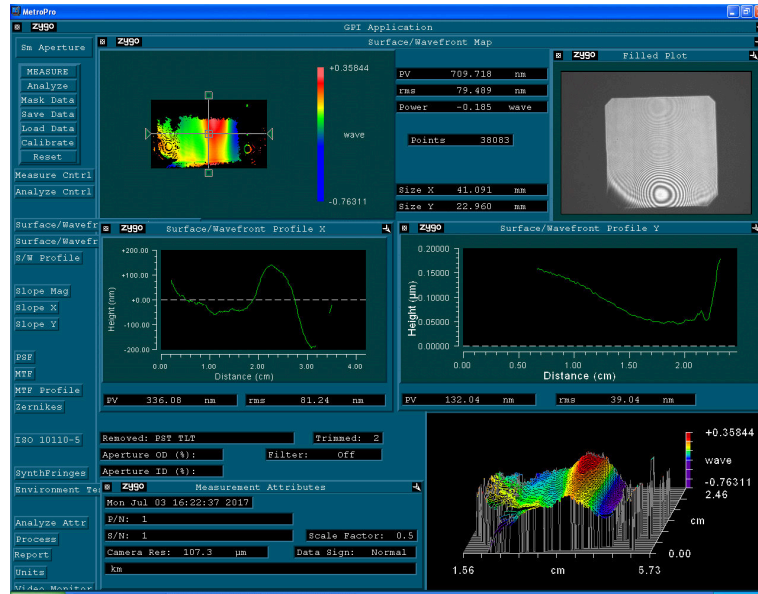 MetroPro
zygo GPI Application
Sm Aperture
MEASURE
Analyze
Mask Data
Save Data
Load Data
Calibrate
Reset
Measure Cntrl
Analyze Cntrl
Surface/Wavefr
Surface/Wavefr
S/W Profile
Slope Mag
Slope X
Slope Y
PSF
MTF
MTF Profile
Zernikes
ISO 10110-5
SynthFringes
Environment Te
Analyze Attr
Process
Report
Units
Video Monitor
zygo Surface/Wavefront Map
+0.35844
wave
-0.76311
PV 709.718 nm
rms 79.489 nm
Power -0.185 wave
Points 38083
Size X 41.091 mm
Size Y 22.960 mm
zygo Filled Plot
zygo Surface/Wavefront Profile X
+200.00
+100.00
+0.00
-100.00
-200.00
Height (nm)
0.00 1.00 2.00 3.00 4.00
Distance (cm)
PV 336.08 nm rms 81.24 nm
zygo Surface/Wavefront Profile Y
0.20000
0.15000
0.10000
0.05000
0.00000
Height (µm)
0.00 0.50 1.00 1.50 2.00
Distance (cm)
PV 132.04 nm rms 39.04 nm
Removed: PST TLT Trimmed: 2
Aperture OD (%): Filter: Off
Aperture ID (%):
zygo Measurement Attributes
Mon Jul 03 16:22:37 2017
P/N: 1
S/N: 1 Scale Factor: 0.5
Camera Res: 107.3 µm Data Sign: Normal
km
+0.35844
wave
-0.76311
2.46
cm
0.00
1.56 cm 5.73